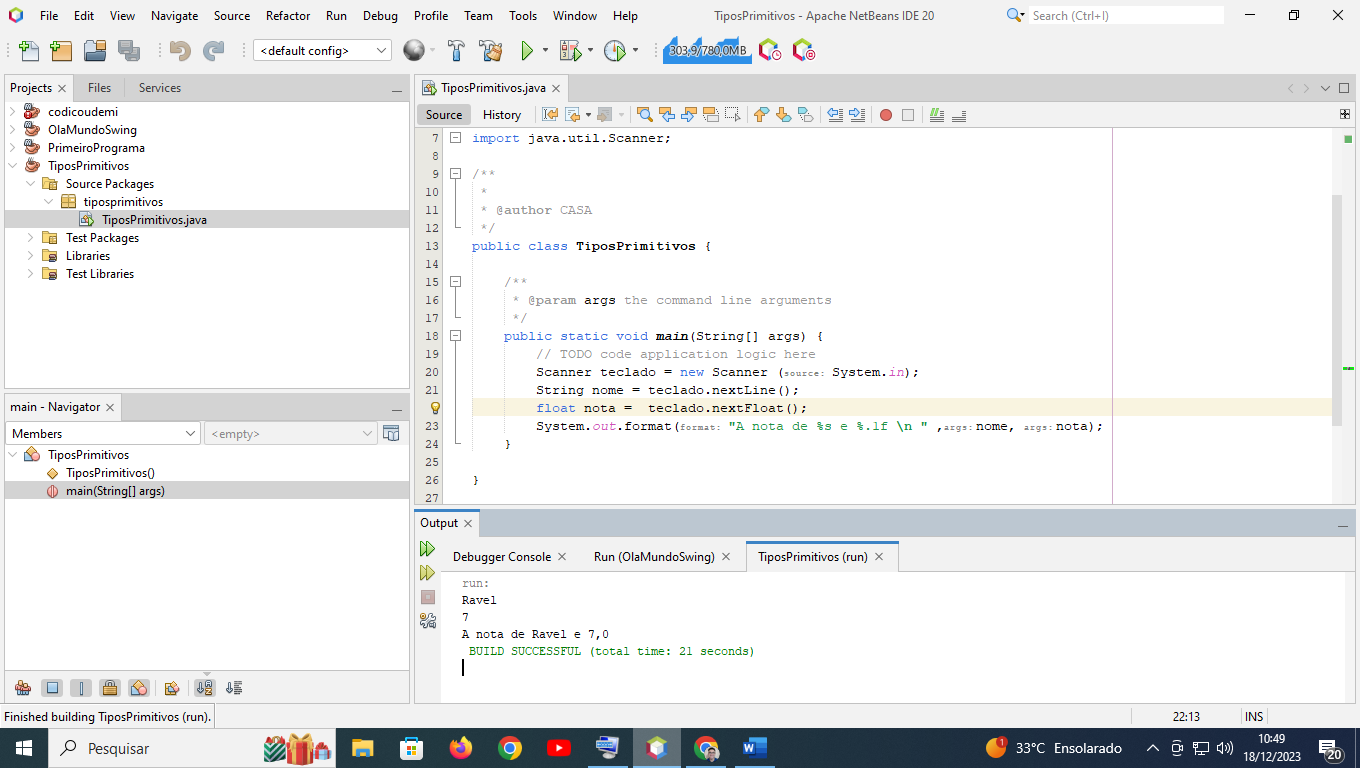 File Edit View Navigate Source Refactor Run Debug Profile Team Tools Window Help TiposPrimitivos - Apache NetBeans IDE 20 Search (Ctrl+I)
<default config> 303,9/780,0MB
Projects Files Services
codicoudemi
OlaMundoSwing
PrimeiroPrograma
TiposPrimitivos
Source Packages
tiposprimitivos
TiposPrimitivos.java
Test Packages
Libraries
Test Libraries
main - Navigator
Members <empty>
TiposPrimitivos
TiposPrimitivos()
main(String[] args)
TiposPrimitivos.java
Source History
7 import java.util.Scanner;
8
9 /**
10 *
11 * @author CASA
12 */
13 public class TiposPrimitivos {
14
15 /**
16 * @param args the command line arguments
17 */
18 public static void main(String[] args) {
19 // TODO code application logic here
20 Scanner teclado = new Scanner (source: System.in);
21 String nome = teclado.nextLine();
float nota =  teclado.nextFloat();
23 System.out.format(format: "A nota de %s e %.1f \n " ,args: nome, args: nota);
24 }
25
26 }
27
Output
Debugger Console Run (OlaMundoSwing) TiposPrimitivos (run)
run:
Ravel
7
A nota de Ravel e 7,0
BUILD SUCCESSFUL (total time: 21 seconds)
Finished building TiposPrimitivos (run). 22:13 INS
Pesquisar 1 33°C Ensolarado 10:49
18/12/2023 20